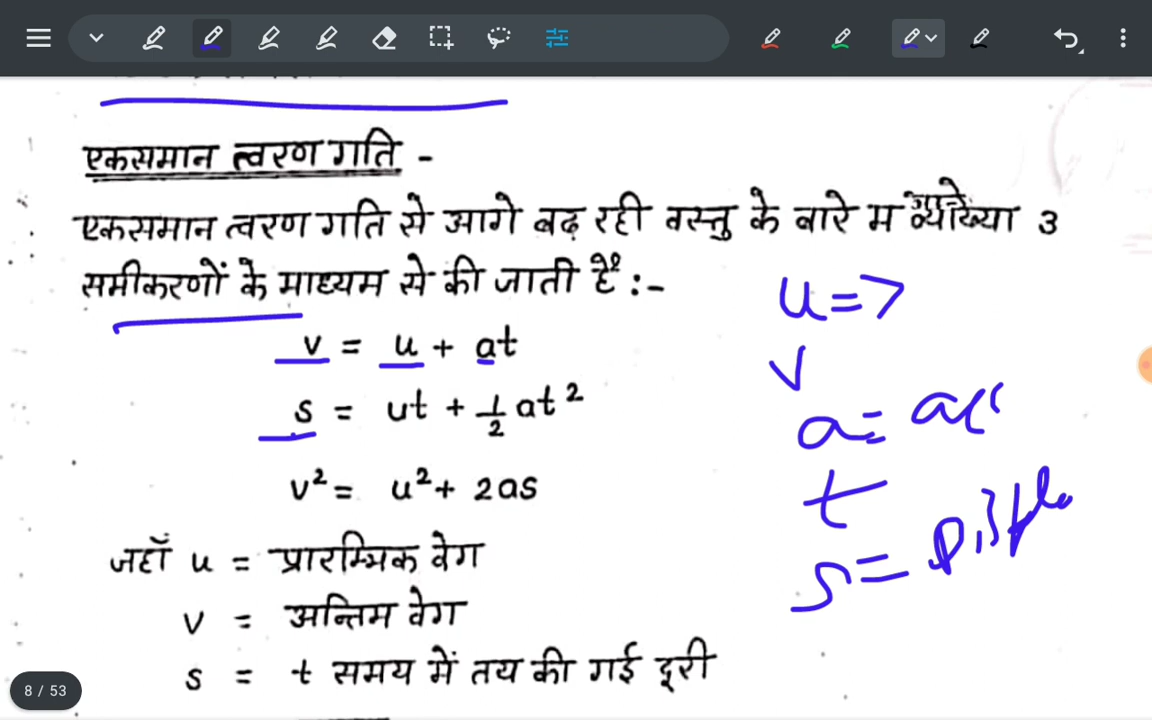 एकसमान त्वरण गति -
एकसमान त्वरण गति से आगे बढ़ रही वस्तु के बारे म व्याख्या 3
समीकरणों के माध्यम से की जाती है :-
u =>
v = u + at
v
s = ut + 1/2 at²
a = acc
t
v² = u² + 2as
s =
जहाँ u = प्रारम्भिक वेग
v = अन्तिम वेग
s = t समय में तय की गई दूरी
8 / 53